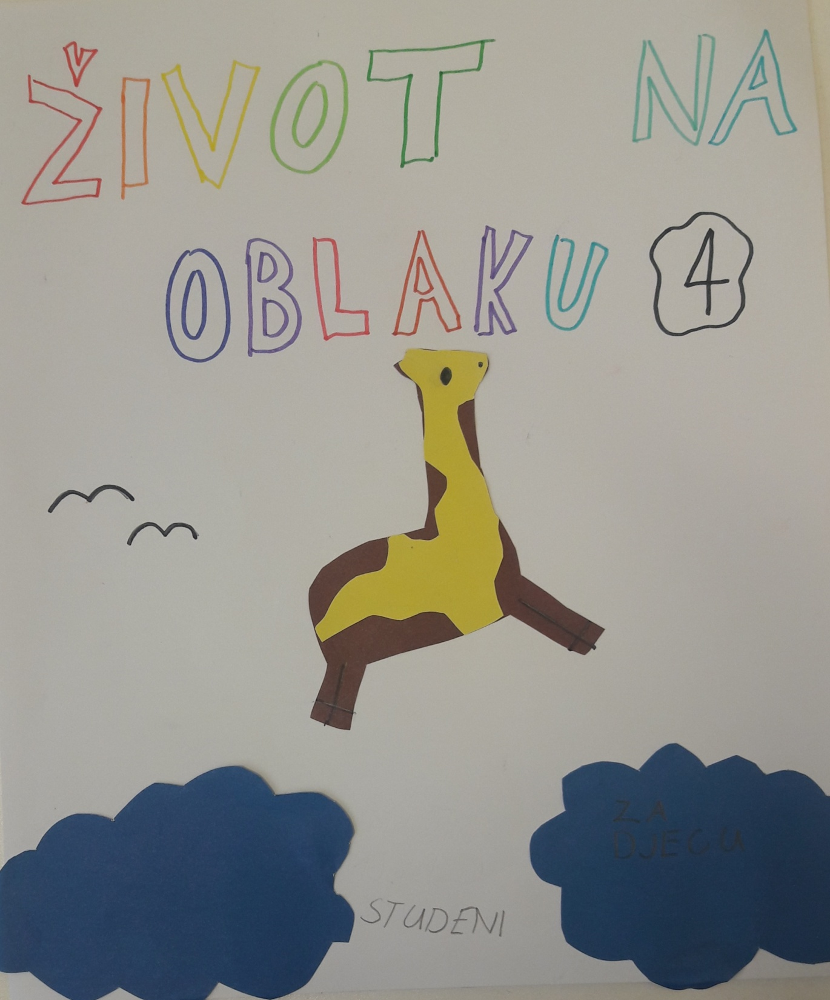 ŽIVOT NA
OBLAKU 4
ZA
DJECU
STUDENI